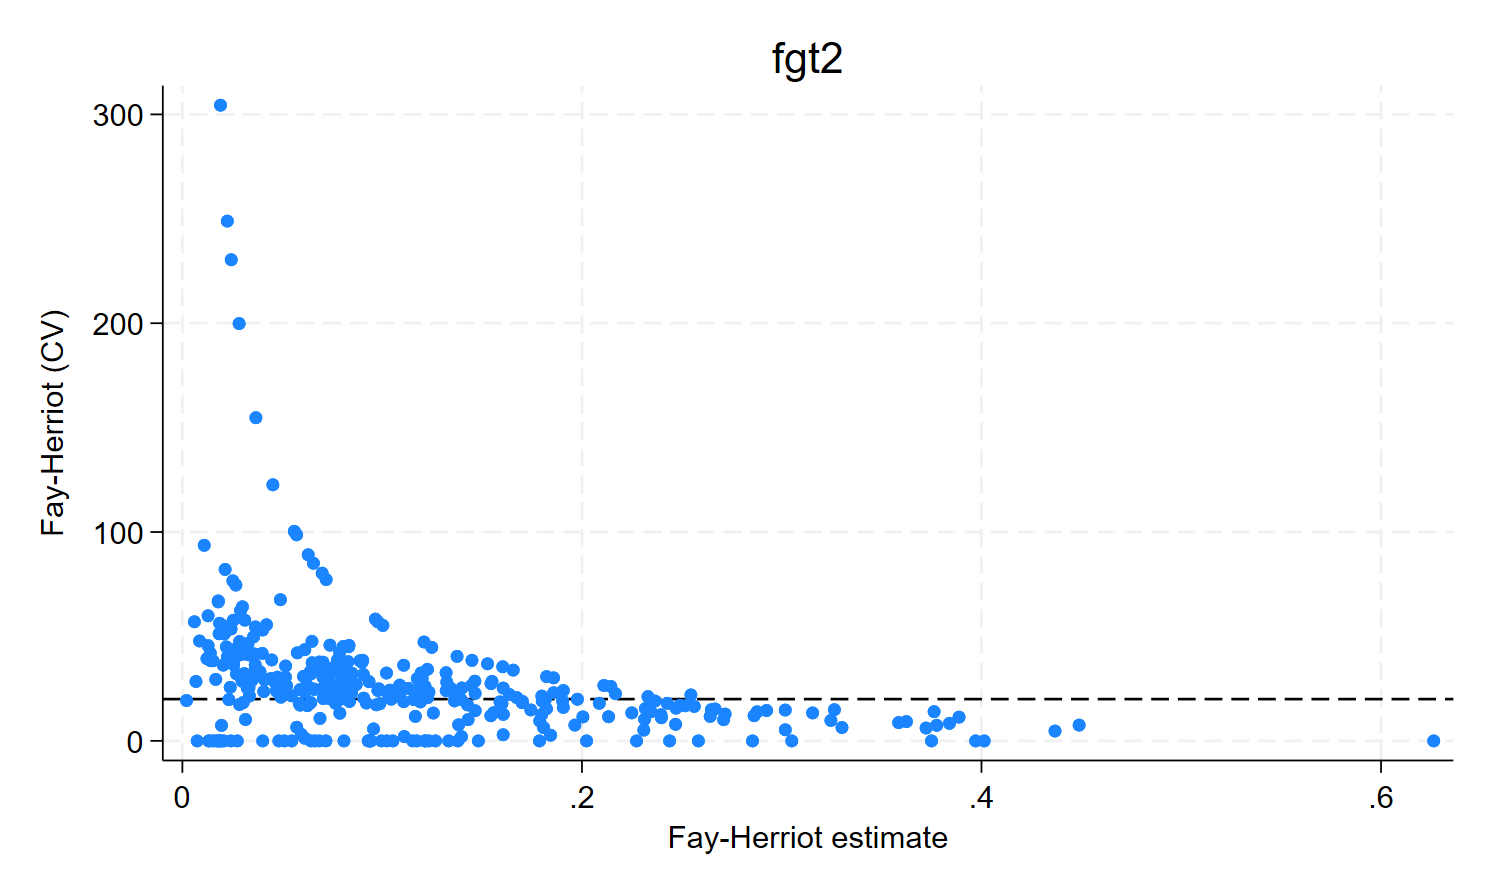 fgt2
Fay-Herriot (CV)
300
200
100
0
0 .2 .4 .6
Fay-Herriot estimate